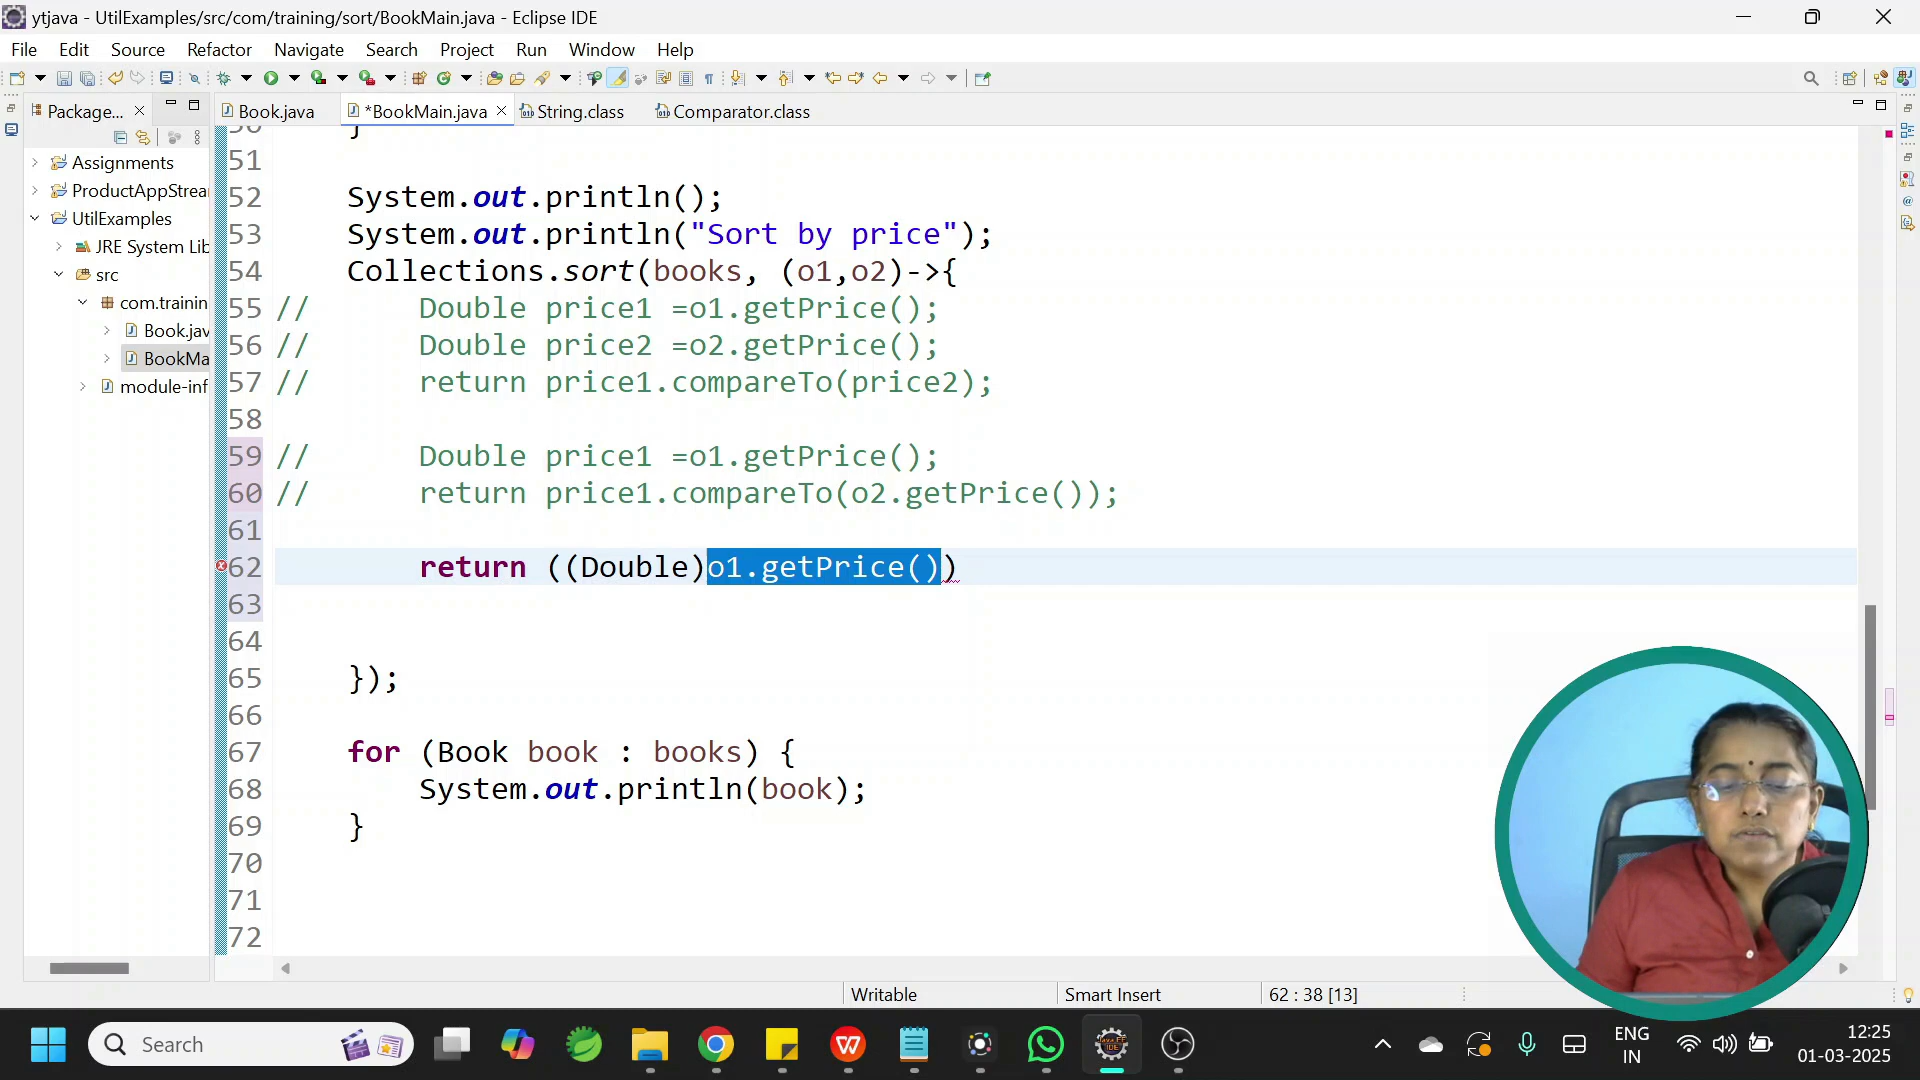 ytjava - UtilExamples/src/com/training/sort/BookMain.java - Eclipse IDE
File Edit Source Refactor Navigate Search Project Run Window Help
Package... Book.java *BookMain.java String.class Comparator.class
Assignments
ProductAppStrea
UtilExamples
JRE System Lib
src
com.trainin
Book.jav
BookMa
module-inf
50 }
51
52 System.out.println();
53 System.out.println("Sort by price");
54 Collections.sort(books, (o1,o2)->{
55 // Double price1 =o1.getPrice();
56 // Double price2 =o2.getPrice();
57 // return price1.compareTo(price2);
58
59 // Double price1 =o1.getPrice();
60 // return price1.compareTo(o2.getPrice());
61
62 return ((Double)o1.getPrice())
63
64
65 });
66
67 for (Book book : books) {
68 System.out.println(book);
69 }
70
71
72
Writable Smart Insert 62 : 38 [13]
Search
ENG
IN
12:25
01-03-2025